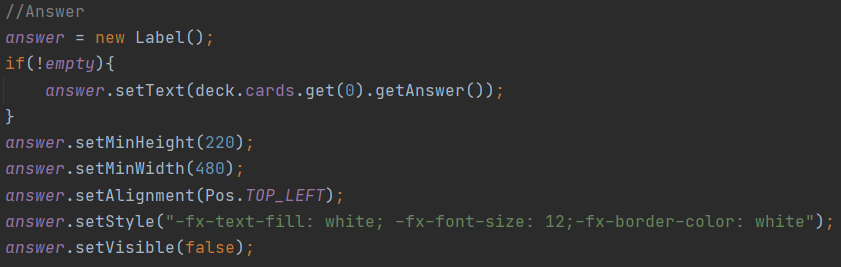 //Answer
answer = new Label();
if(!empty){
    answer.setText(deck.cards.get(0).getAnswer());
}
answer.setMinHeight(220);
answer.setMinWidth(480);
answer.setAlignment(Pos.TOP_LEFT);
answer.setStyle("-fx-text-fill: white; -fx-font-size: 12;-fx-border-color: white");
answer.setVisible(false);